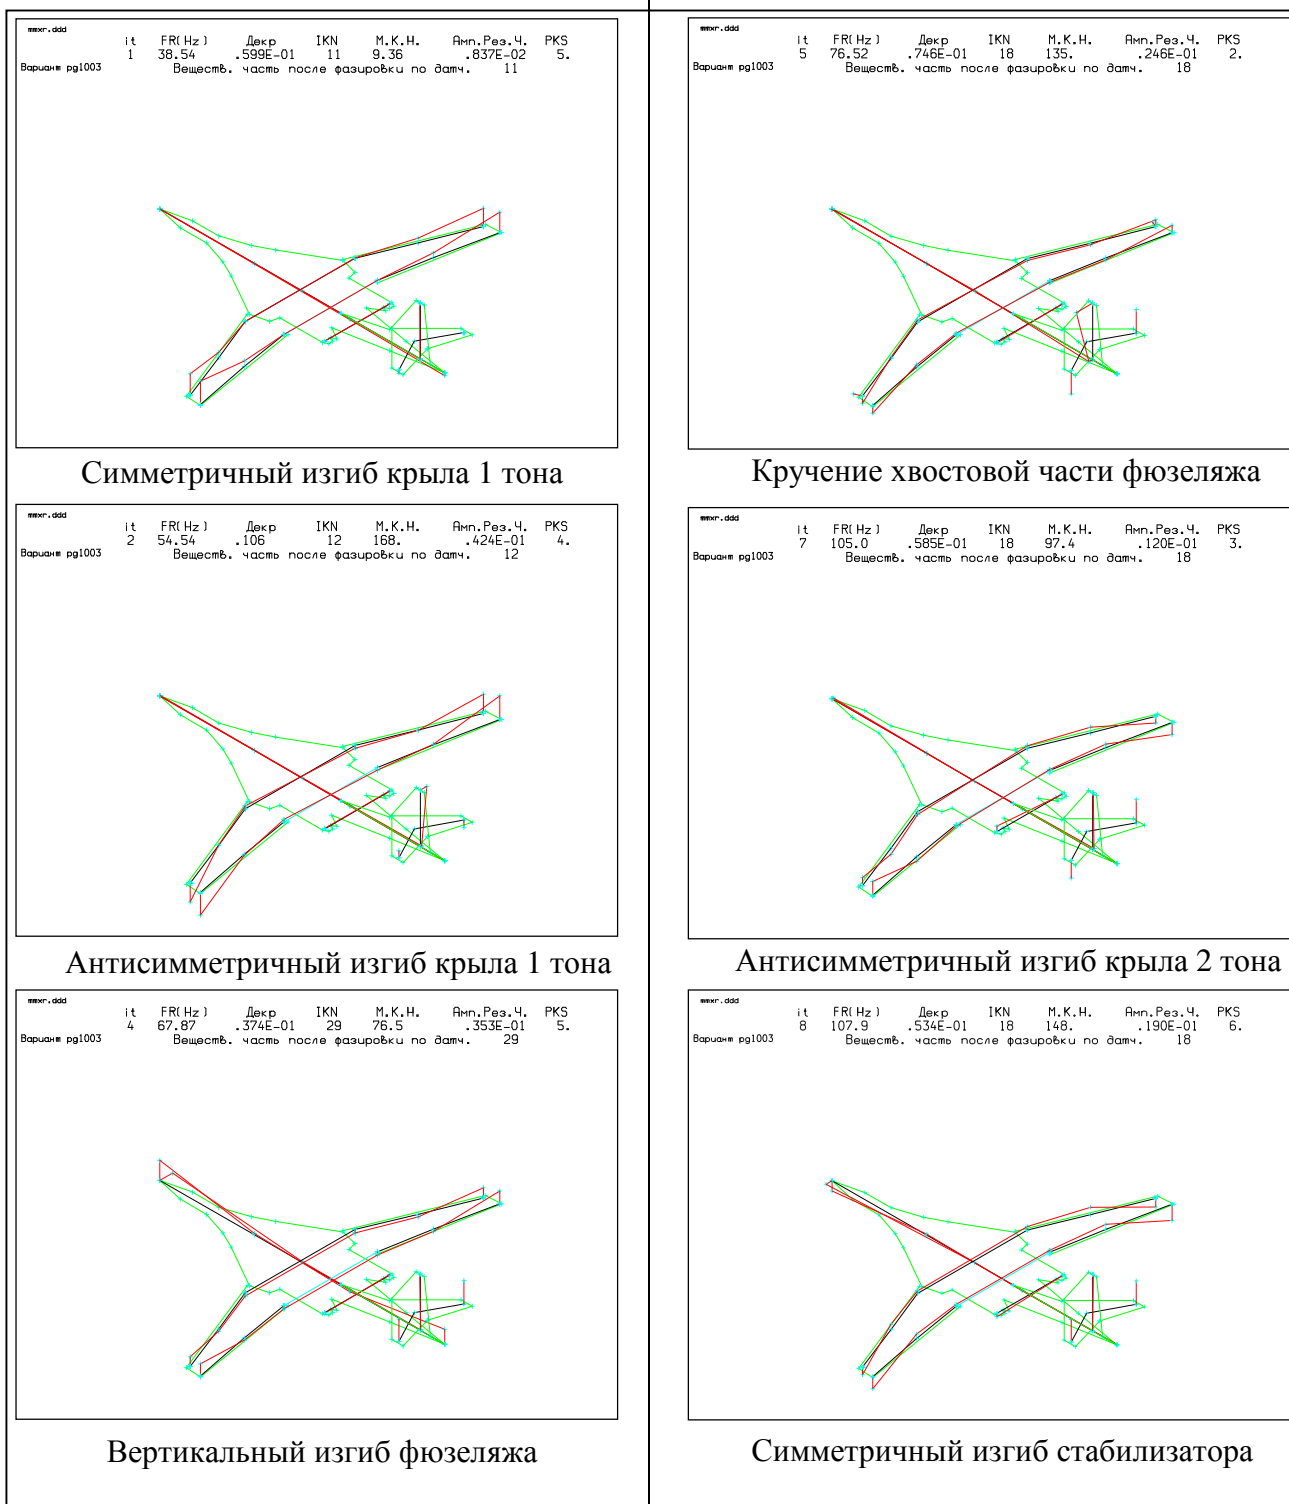 mmxr.ddd
it FR(Hz) Декр IKN М.К.Н. Амп.Рез.Ч. PKS
1 38.54 .599E-01 11 9.36 .837E-02 5.
Вариант pg1003 Веществ. часть после фазировки по датч. 11
Симметричный изгиб крыла 1 тона
mmxr.ddd
it FR(Hz) Декр IKN М.К.Н. Амп.Рез.Ч. PKS
2 54.54 .106 12 168. .424E-01 4.
Вариант pg1003 Веществ. часть после фазировки по датч. 12
Антисимметричный изгиб крыла 1 тона
mmxr.ddd
it FR(Hz) Декр IKN М.К.Н. Амп.Рез.Ч. PKS
4 67.87 .374E-01 29 76.5 .353E-01 5.
Вариант pg1003 Веществ. часть после фазировки по датч. 29
Вертикальный изгиб фюзеляжа
mmxr.ddd
it FR(Hz) Декр IKN М.К.Н. Амп.Рез.Ч. PKS
5 76.52 .746E-01 18 135. .246E-01 2.
Вариант pg1003 Веществ. часть после фазировки по датч. 18
Кручение хвостовой части фюзеляжа
mmxr.ddd
it FR(Hz) Декр IKN М.К.Н. Амп.Рез.Ч. PKS
7 105.0 .585E-01 18 97.4 .120E-01 3.
Вариант pg1003 Веществ. часть после фазировки по датч. 18
Антисимметричный изгиб крыла 2 тона
mmxr.ddd
it FR(Hz) Декр IKN М.К.Н. Амп.Рез.Ч. PKS
8 107.9 .534E-01 18 148. .190E-01 6.
Вариант pg1003 Веществ. часть после фазировки по датч. 18
Симметричный изгиб стабилизатора